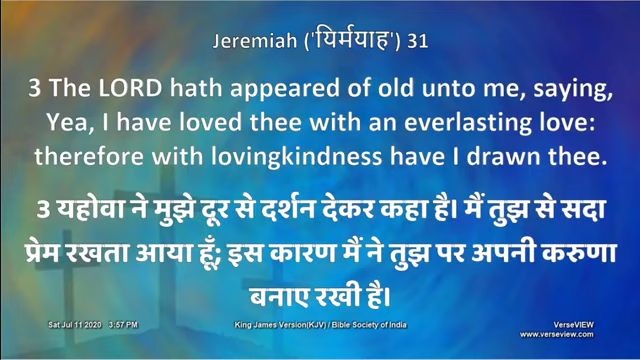 Jeremiah ('यिर्मयाह') 31
3 The LORD hath appeared of old unto me, saying,
Yea, I have loved thee with an everlasting love:
therefore with lovingkindness have I drawn thee.
3 यहोवा ने मुझे दूर से दर्शन देकर कहा है। मैं तुझ से सदा
प्रेम रखता आया हूँ; इस कारण मैं ने तुझ पर अपनी करुणा
बनाए रखी है।
Sat Jul 11 2020 3:57 PM King James Version(KJV) / Bible Society of India VerseVIEW
www.verseview.com